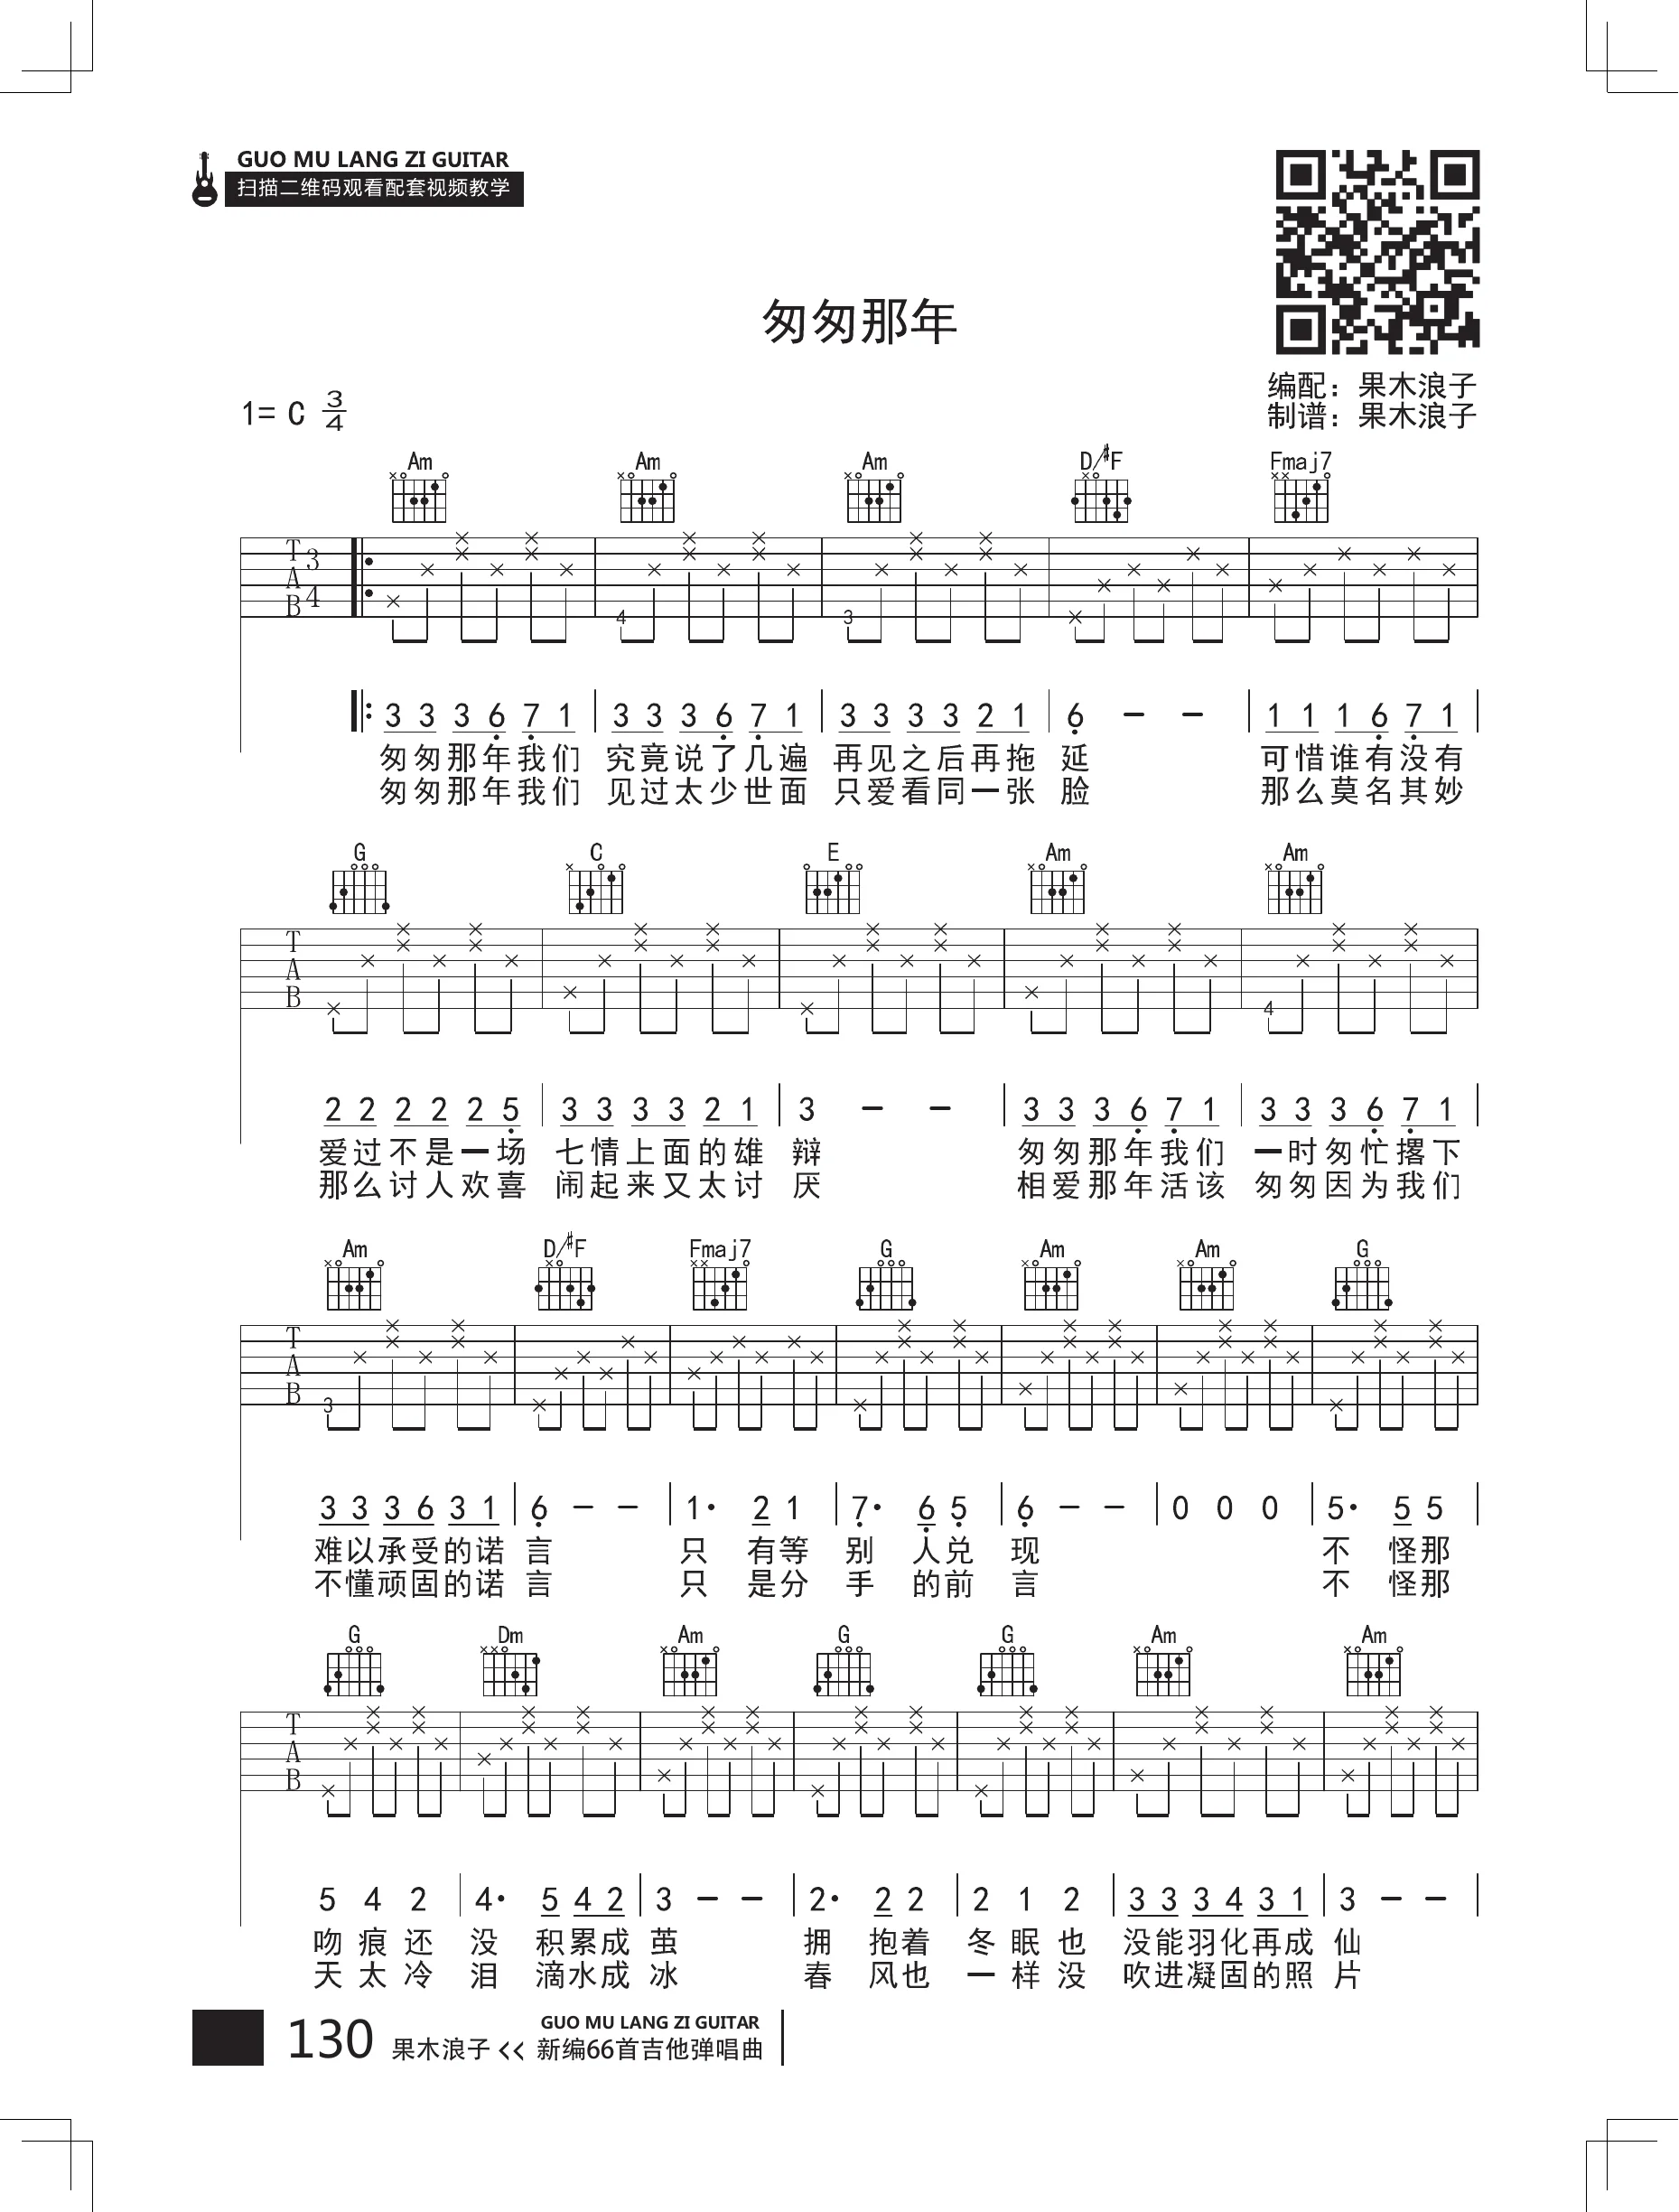 GUO MU LANG ZI GUITAR
扫描二维码观看配套视频教学
匆匆那年
编配：果木浪子
制谱：果木浪子
1= C 3/4
Am Am Am D/#F Fmaj7
T A B 3 4
4 3
3 3 3 6 7 1 | 3 3 3 6 7 1 | 3 3 3 3 2 1 | 6 – – | 1 1 1 6 7 1
匆匆那年我们 究竟说了几遍 再见之后再拖 延 可惜谁有没有
匆匆那年我们 见过太少世面 只爱看同一张 脸 那么莫名其妙
G C E Am Am
T A B
4
2 2 2 2 2 5 | 3 3 3 3 2 1 | 3 – – | 3 3 3 6 7 1 | 3 3 3 6 7 1
爱过不是一场 七情上面的雄 辩 匆匆那年我们 一时匆忙撂下
那么讨人欢喜 闹起来又太讨 厌 相爱那年活该 匆匆因为我们
Am D/#F Fmaj7 G Am Am G
T A B
3
3 3 3 6 3 1 | 6 – – | 1· 2 1 | 7· 6 5 | 6 – – | 0 0 0 | 5· 5 5
难以承受的诺 言 只 有等 别 人兑 现 不 怪那
不懂顽固的诺 言 只 是分 手 的前 言 不 怪那
G Dm Am G G Am Am
T A B
5 4 2 | 4· 5 4 2 | 3 – – | 2· 2 2 | 2 1 2 | 3 3 3 4 3 1 | 3 – –
吻 痕 还 没 积累成 茧 拥 抱着 冬 眠 也 没能羽化再成 仙
天 太 冷 泪 滴水成 冰 春 风也 一 样 没 吹进凝固的照 片
130 果木浪子 << GUO MU LANG ZI GUITAR
新编66首吉他弹唱曲